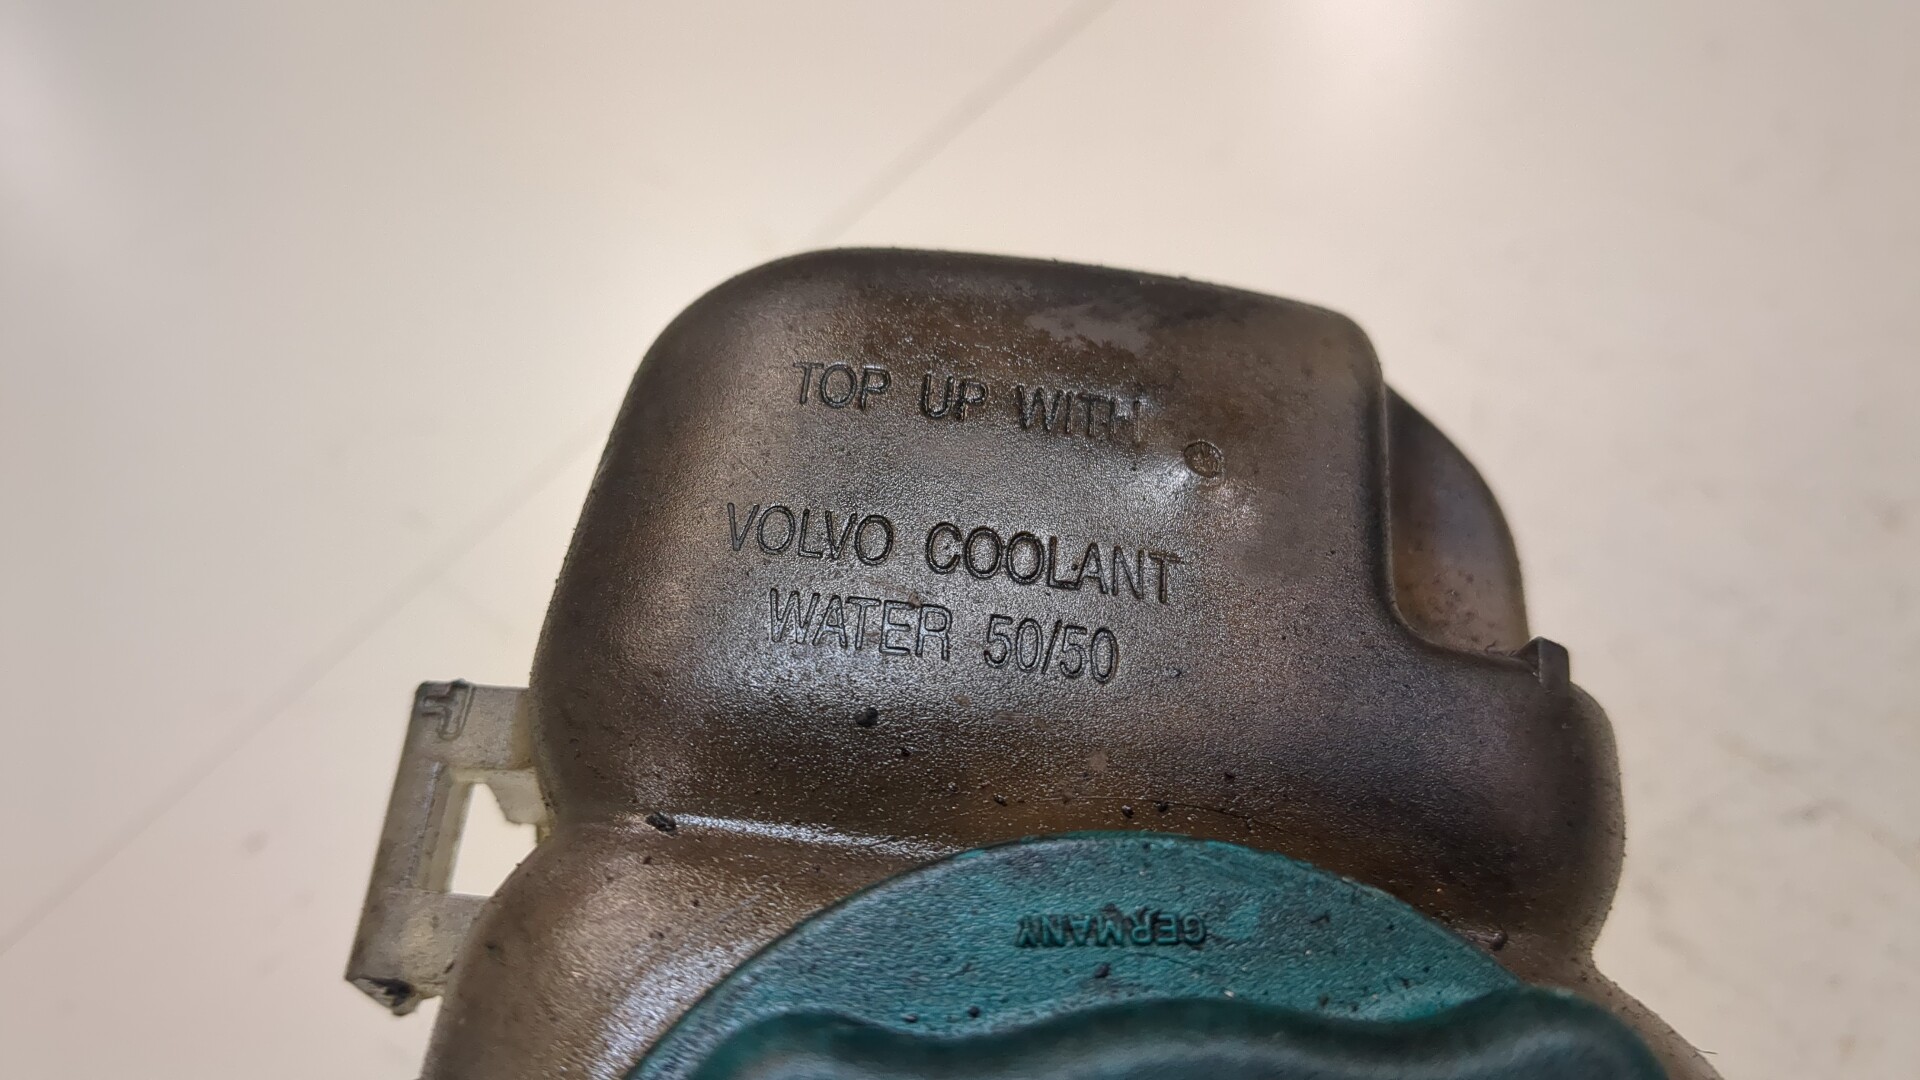 TOP UP WITH
VOLVO COOLANT
WATER 50/50
GERMANY